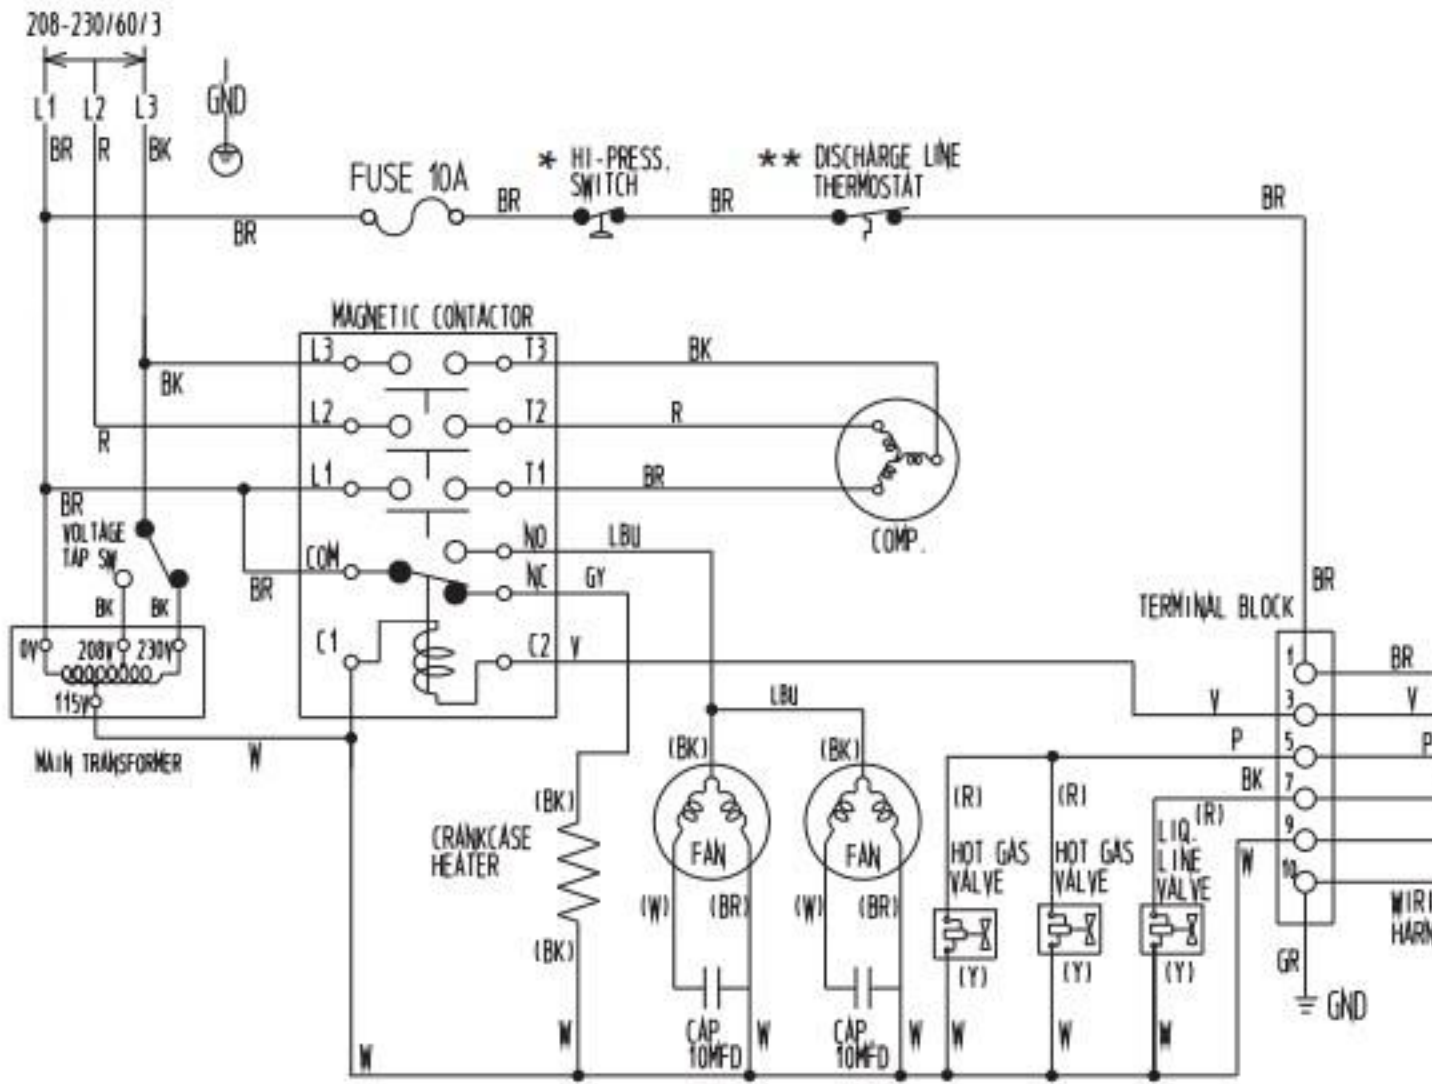 208-230/60/3
L1 L2 L3 GND
BR R BK
FUSE 10A
* HI-PRESS.
SWITCH
** DISCHARGE LINE
THERMOSTAT
BR BR BR BR
MAGNETIC CONTACTOR
L3 T3 BK
BK
L2 T2 R
R
L1 T1 BR
BR
VOLTAGE
TAP SW
COMP.
NO LBU
COM
BR
NC GY
BK BK
BR
TERMINAL BLOCK
0V 208V 230V
115V
C1 C2 V
MAIN TRANSFORMER
W
LBU
1 BR
3 V V
5 P P
7 BK
9 W
10
(BK) (BK) (BK)
CRANKCASE
HEATER
FAN FAN
(R) (R) (R)
HOT GAS
VALVE
HOT GAS
VALVE
LIQ.
LINE
VALVE
(W) (BR) (W) (BR)
(BK)
(Y) (Y) (Y)
WIRI
HARN
GR
GND
CAP
10MFD
CAP
10MFD
W W W W W W W